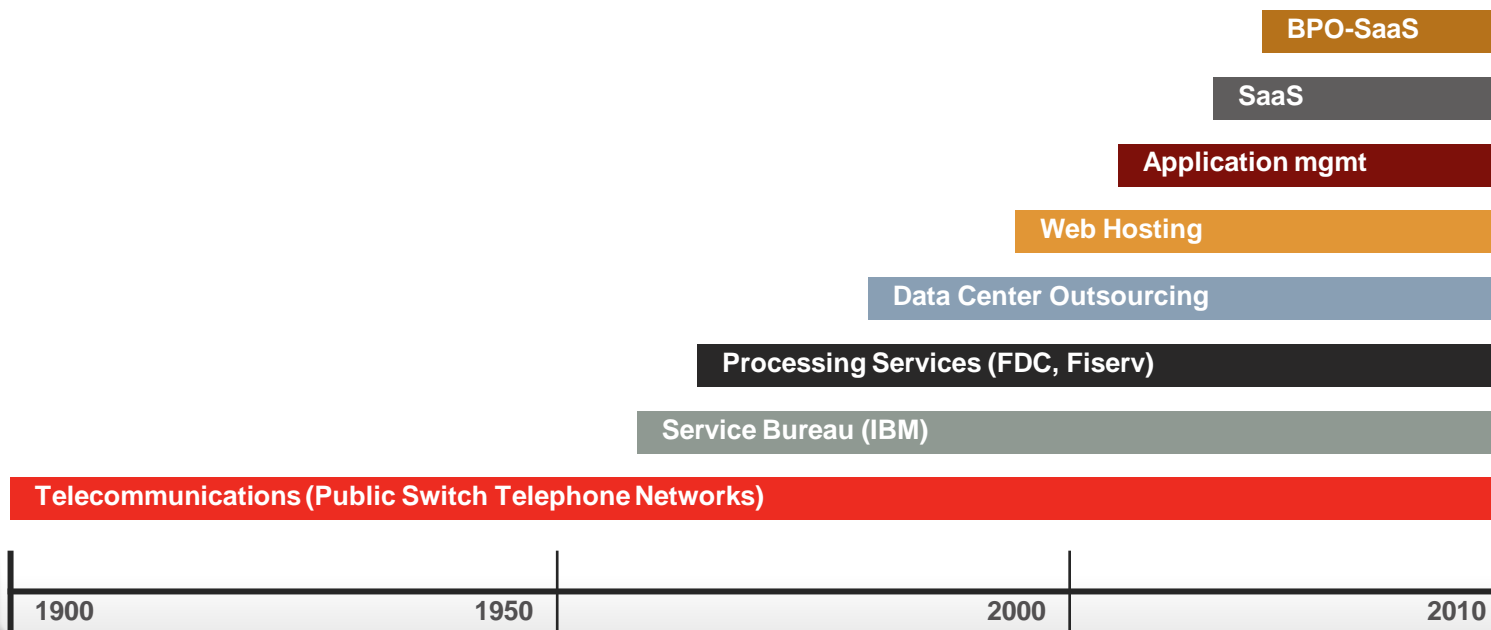 BPO-SaaS
SaaS
Application mgmt
Web Hosting
Data Center Outsourcing
Processing Services (FDC, Fiserv)
Service Bureau (IBM)
Telecommunications (Public Switch Telephone Networks)
1900 1950 2000 2010